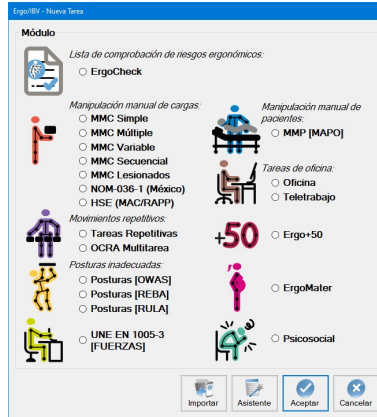 Ergo/IBV - Nueva Tarea
Módulo
Lista de comprobación de riesgos ergonómicos:
ErgoCheck
Manipulación manual de cargas:
MMC Simple
MMC Múltiple
MMC Variable
MMC Secuencial
MMC Lesionados
NOM-036-1 (México)
HSE (MAC/RAPP)
Movimientos repetitivos:
Tareas Repetitivas
OCRA Multitarea
Posturas inadecuadas:
Posturas [OWAS]
Posturas [REBA]
Posturas [RULA]
UNE EN 1005-3
[FUERZAS]
Manipulación manual de
pacientes:
MMP [MAPO]
Tareas de oficina:
Oficina
Teletrabajo
+50
Ergo+50
ErgoMater
Psicosocial
Importar
Asistente
Aceptar
Cancelar